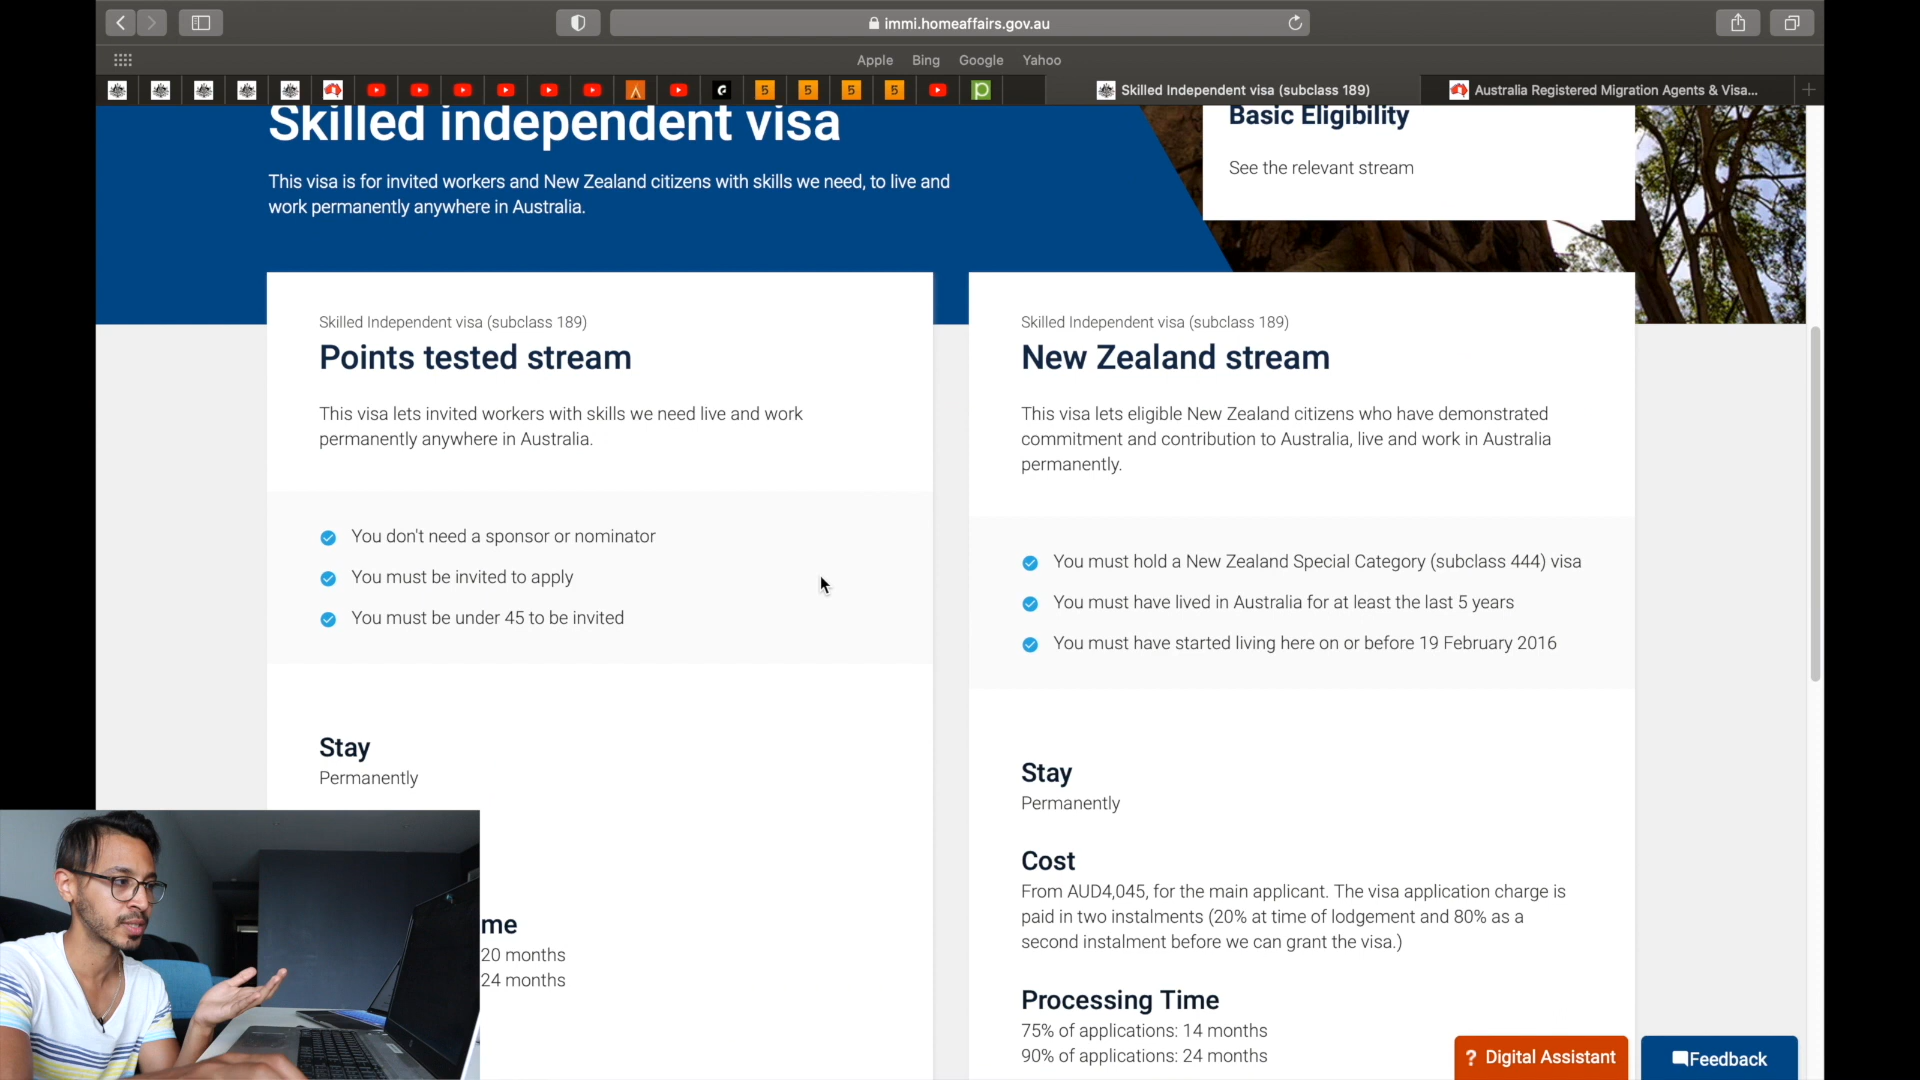 immi.homeaffairs.gov.au
Apple Bing Google Yahoo
Skilled Independent visa (subclass 189)
Australia Registered Migration Agents & Visa...
Skilled independent visa
This visa is for invited workers and New Zealand citizens with skills we need, to live and
work permanently anywhere in Australia.
Basic Eligibility
See the relevant stream
Skilled Independent visa (subclass 189)
Points tested stream
This visa lets invited workers with skills we need live and work
permanently anywhere in Australia.
You don't need a sponsor or nominator
You must be invited to apply
You must be under 45 to be invited
Stay
Permanently
me
20 months
24 months
Skilled Independent visa (subclass 189)
New Zealand stream
This visa lets eligible New Zealand citizens who have demonstrated
commitment and contribution to Australia, live and work in Australia
permanently.
You must hold a New Zealand Special Category (subclass 444) visa
You must have lived in Australia for at least the last 5 years
You must have started living here on or before 19 February 2016
Stay
Permanently
Cost
From AUD4,045, for the main applicant. The visa application charge is
paid in two instalments (20% at time of lodgement and 80% as a
second instalment before we can grant the visa.)
Processing Time
75% of applications: 14 months
90% of applications: 24 months
? Digital Assistant
Feedback